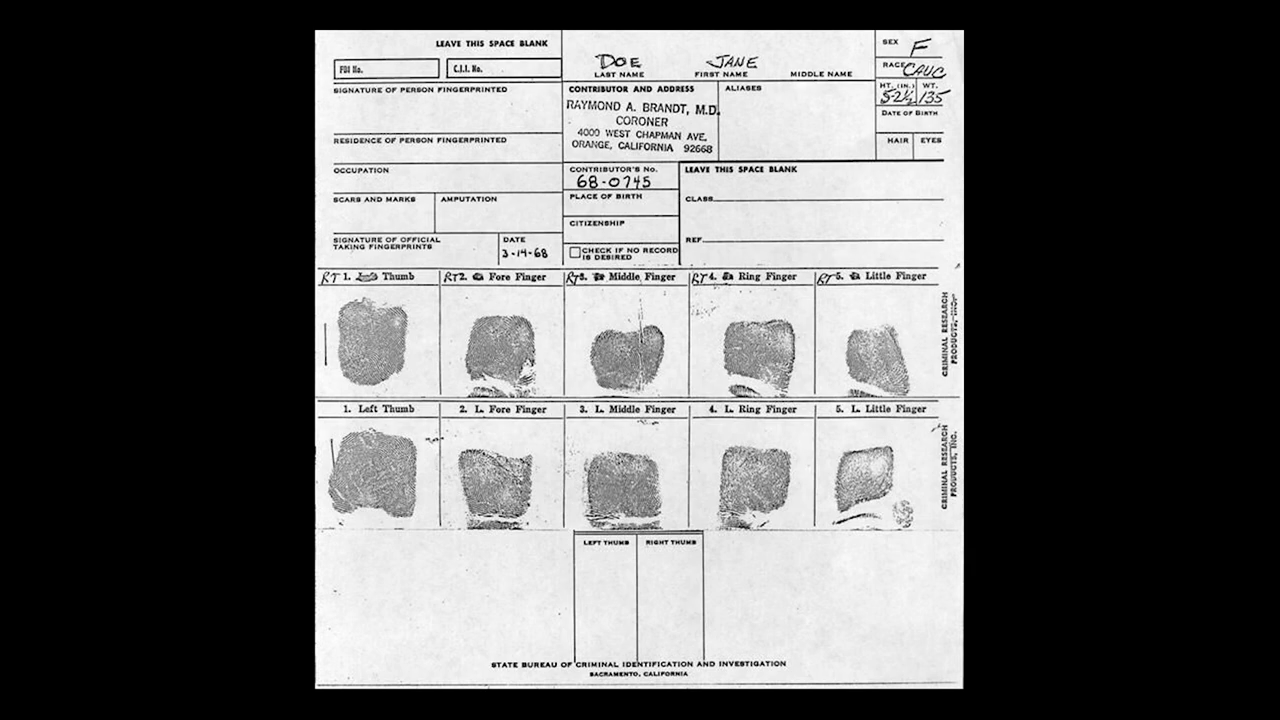 LEAVE THIS SPACE BLANK
FBI No.
C.I.I. No.
DOE JANE
LAST NAME FIRST NAME MIDDLE NAME
SEX F
RACE CAUC
HT. (IN.) WT.
5-2½ 135
DATE OF BIRTH
HAIR EYES
SIGNATURE OF PERSON FINGERPRINTED
CONTRIBUTOR AND ADDRESS
RAYMOND A. BRANDT, M.D.
CORONER
4000 WEST CHAPMAN AVE.
ORANGE, CALIFORNIA 92668
ALIASES
RESIDENCE OF PERSON FINGERPRINTED
OCCUPATION
CONTRIBUTOR'S No.
68-0745
LEAVE THIS SPACE BLANK
SCARS AND MARKS
AMPUTATION
PLACE OF BIRTH
CLASS
CITIZENSHIP
SIGNATURE OF OFFICIAL
TAKING FINGERPRINTS
DATE
3-14-68
CHECK IF NO RECORD
IS DESIRED
REF.
RT 1. Thumb
RT 2. Fore Finger
RT 3. Middle Finger
RT 4. Ring Finger
RT 5. Little Finger
CRIMINAL RESEARCH
PRODUCTS, INC.
1. Left Thumb
2. L. Fore Finger
3. L. Middle Finger
4. L. Ring Finger
5. L. Little Finger
CRIMINAL RESEARCH
PRODUCTS, INC.
LEFT THUMB
RIGHT THUMB
STATE BUREAU OF CRIMINAL IDENTIFICATION AND INVESTIGATION
SACRAMENTO, CALIFORNIA